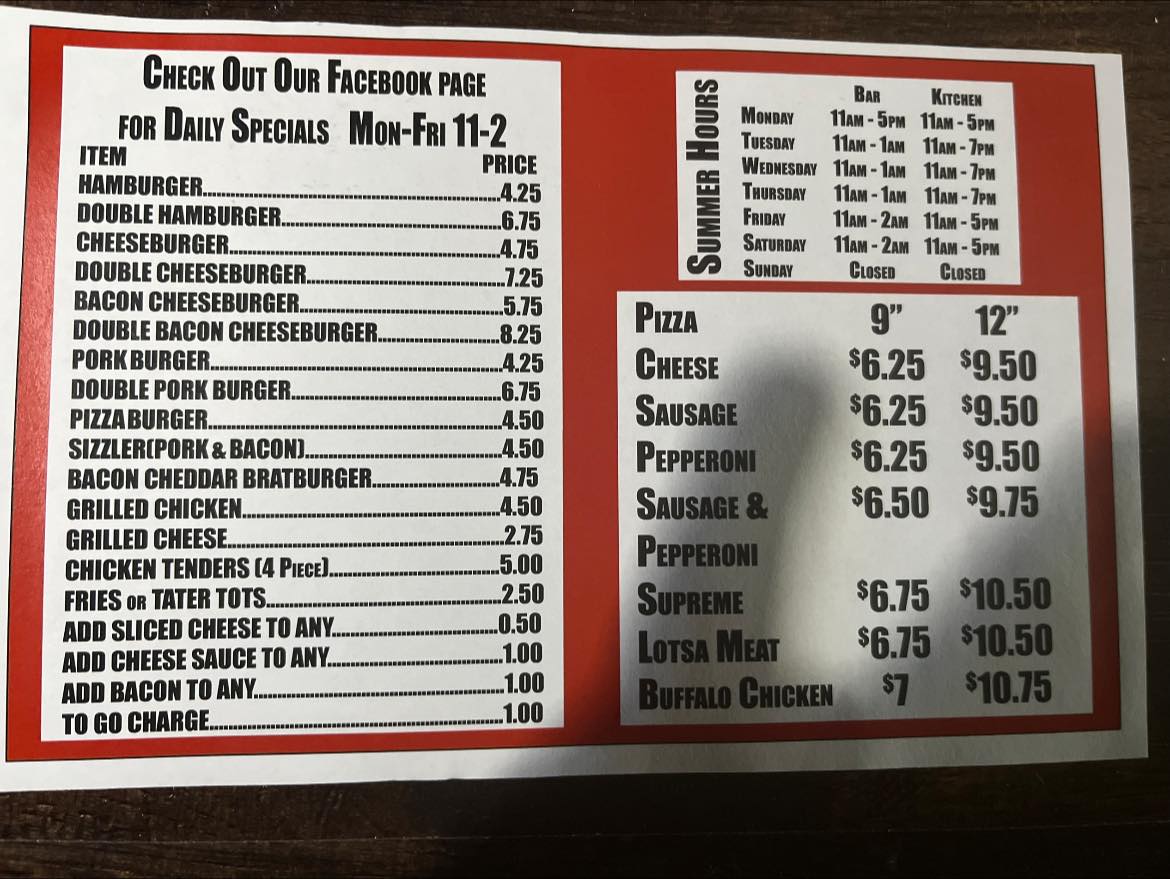 CHECK OUT OUR FACEBOOK PAGE
FOR DAILY SPECIALS MON-FRI 11-2
ITEM PRICE
HAMBURGER 4.25
DOUBLE HAMBURGER 6.75
CHEESEBURGER 4.75
DOUBLE CHEESEBURGER 7.25
BACON CHEESEBURGER 5.75
DOUBLE BACON CHEESEBURGER 8.25
PORK BURGER 4.25
DOUBLE PORK BURGER 6.75
PIZZA BURGER 4.50
SIZZLER(PORK & BACON) 4.50
BACON CHEDDAR BRATBURGER 4.75
GRILLED CHICKEN 4.50
GRILLED CHEESE 2.75
CHICKEN TENDERS (4 PIECE) 5.00
FRIES OR TATER TOTS 2.50
ADD SLICED CHEESE TO ANY 0.50
ADD CHEESE SAUCE TO ANY 1.00
ADD BACON TO ANY 1.00
TO GO CHARGE 1.00
SUMMER HOURS
BAR KITCHEN
MONDAY 11AM - 5PM 11AM - 5PM
TUESDAY 11AM - 1AM 11AM - 7PM
WEDNESDAY 11AM - 1AM 11AM - 7PM
THURSDAY 11AM - 1AM 11AM - 7PM
FRIDAY 11AM - 2AM 11AM - 5PM
SATURDAY 11AM - 2AM 11AM - 5PM
SUNDAY CLOSED CLOSED
PIZZA 9” 12”
CHEESE $6.25 $9.50
SAUSAGE $6.25 $9.50
PEPPERONI $6.25 $9.50
SAUSAGE & $6.50 $9.75
PEPPERONI
SUPREME $6.75 $10.50
LOTSA MEAT $6.75 $10.50
BUFFALO CHICKEN $7 $10.75